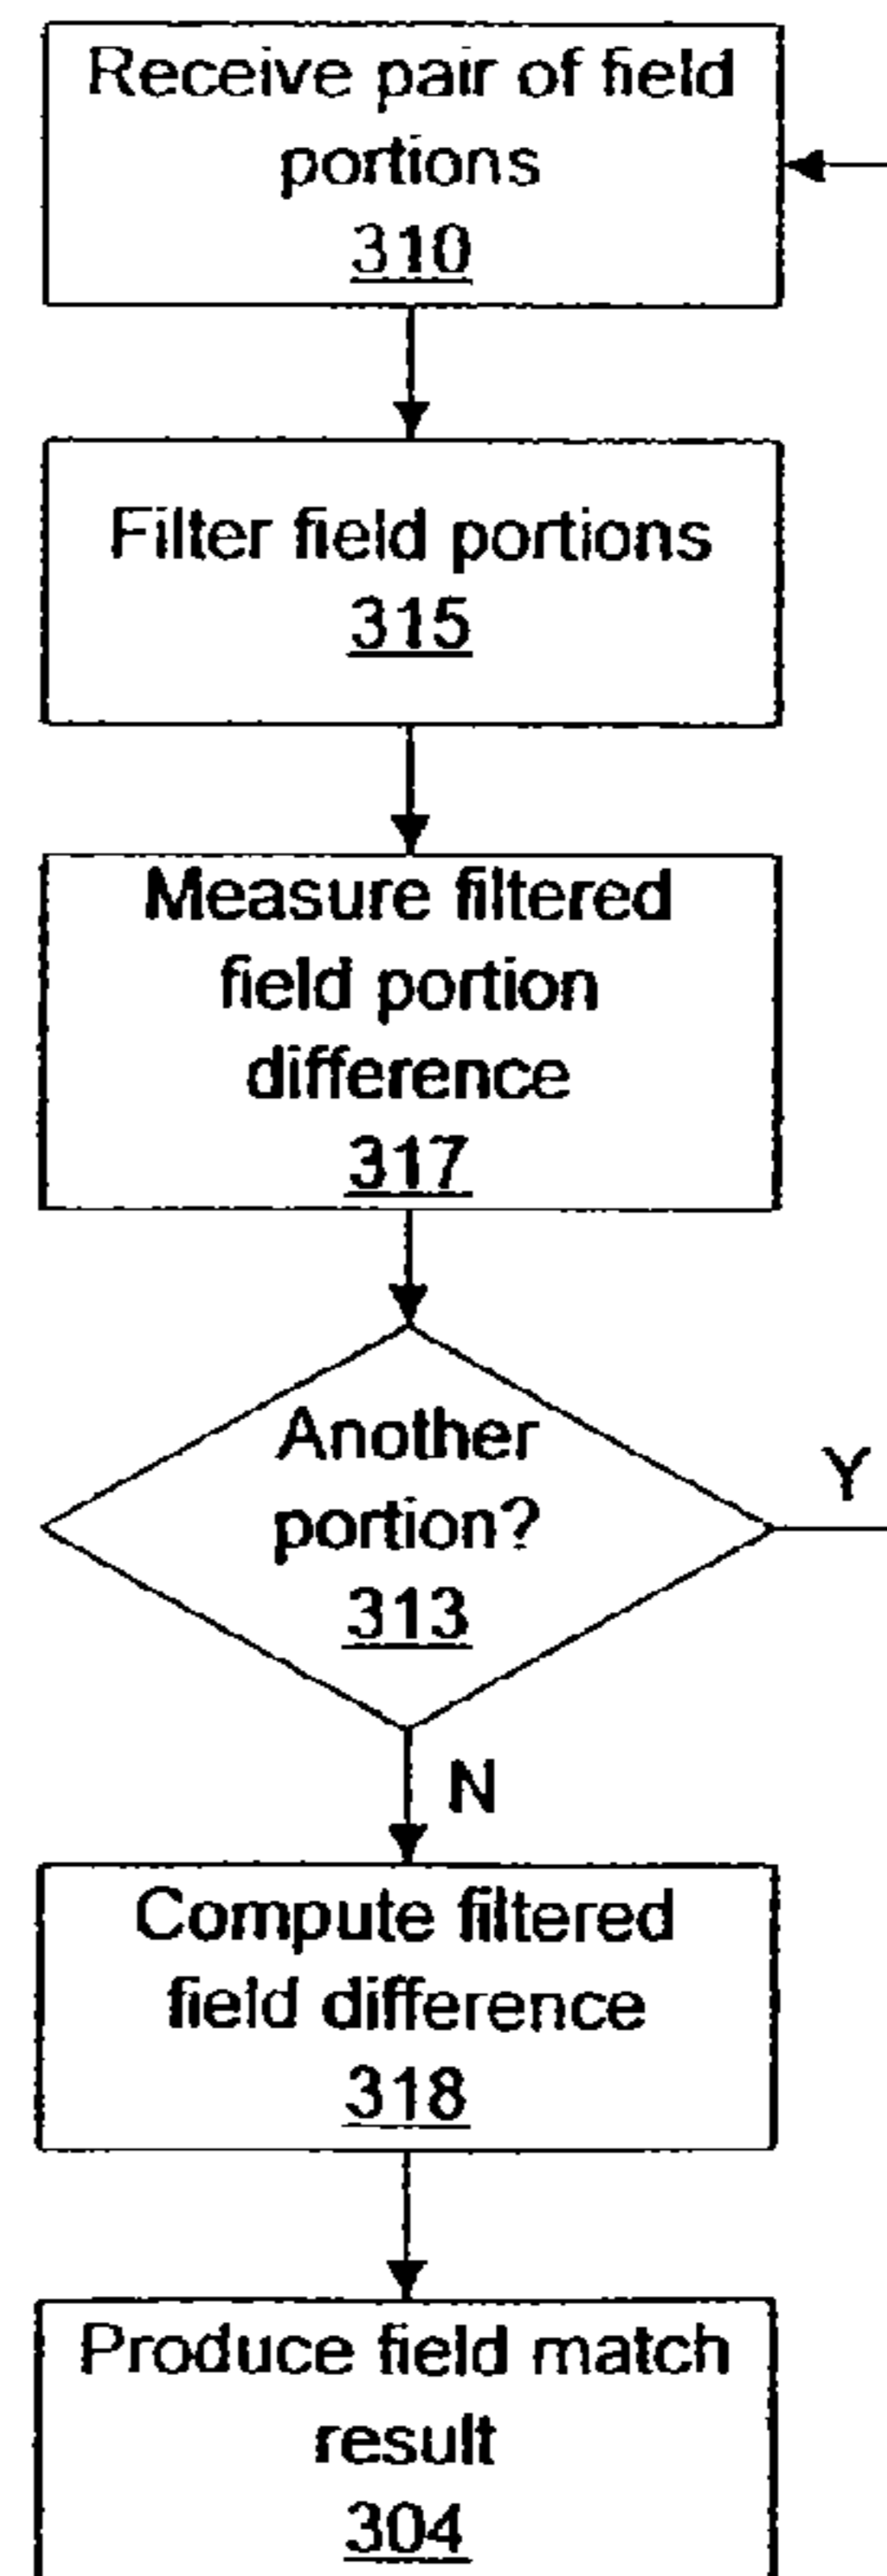 Receive pair of field
portions
310
Filter field portions
315
Measure filtered
field portion
difference
317
Another
portion?
313
Y
N
Compute filtered
field difference
318
Produce field match
result
304